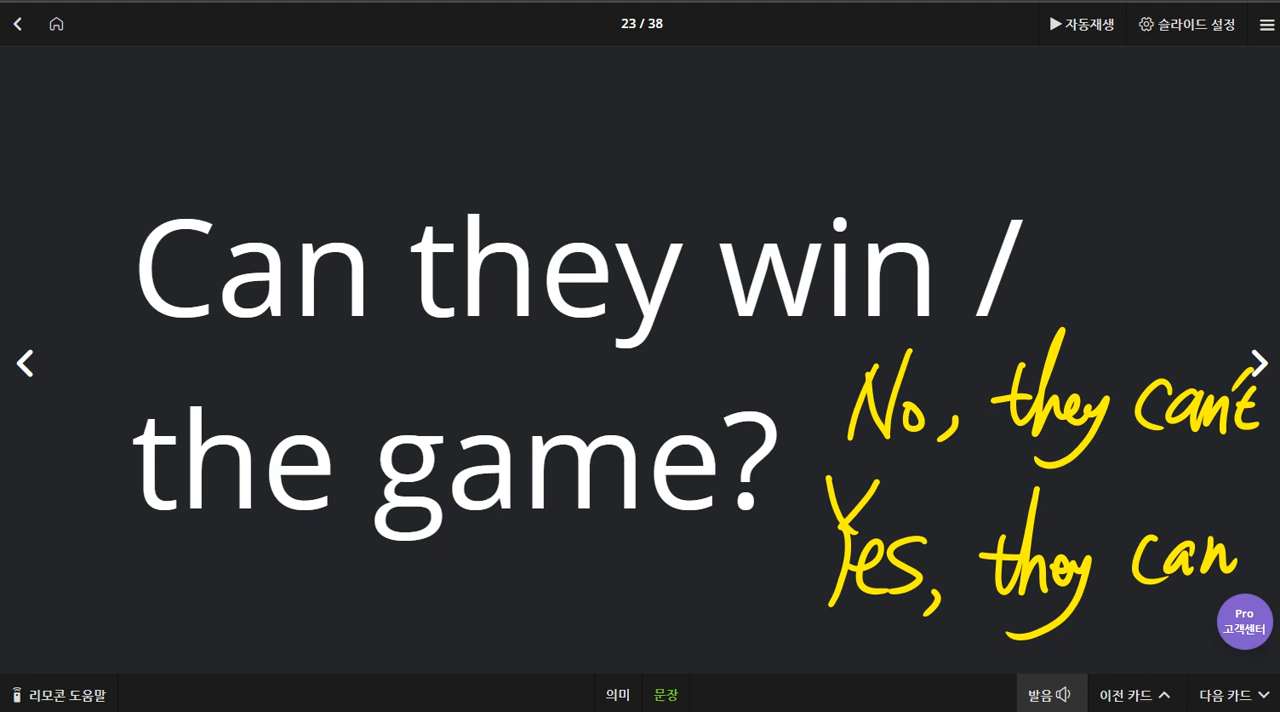 23 / 38
자동재생
슬라이드 설정
Can they win /
the game?
No, they can't
Yes, they can
Pro
고객센터
리모콘 도움말
의미
문장
발음
이전 카드
다음 카드